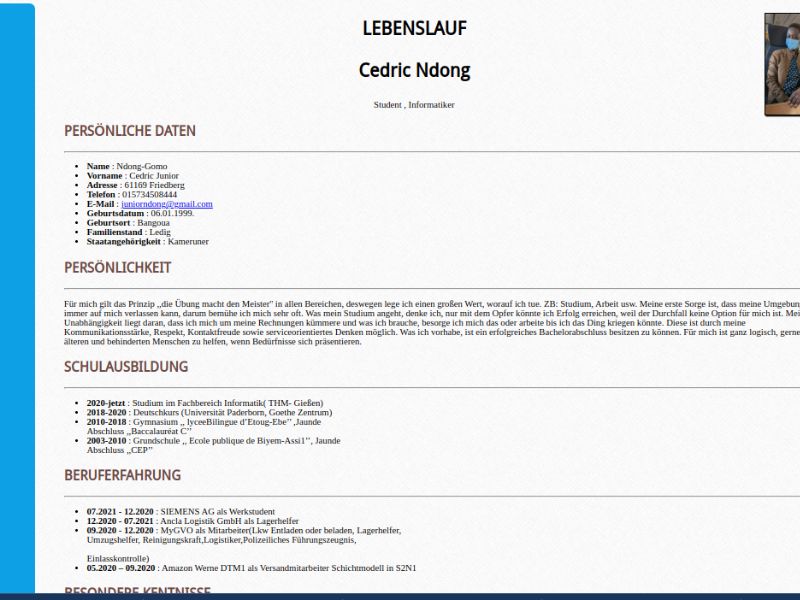 LEBENSLAUF
Cedric Ndong
Student , Informatiker
PERSÖNLICHE DATEN
Name : Ndong-Gomo
Vorname : Cedric Junior
Adresse : 61169 Friedberg
Telefon : 015734508444
E-Mail : juniorndong@gmail.com
Geburtsdatum : 06.01.1999.
Geburtsort : Bangoua
Familienstand : Ledig
Staatangehörigkeit : Kameruner
PERSÖNLICHKEIT
Für mich gilt das Prinzip „die Übung macht den Meister" in allen Bereichen, deswegen lege ich einen großen Wert, worauf ich tue. ZB: Studium, Arbeit usw. Meine erste Sorge ist, dass meine Umgebun
immer auf mich verlassen kann, darum bemühe ich mich sehr oft. Was mein Studium angeht, denke ich, nur mit dem Opfer könnte ich Erfolg erreichen, weil der Durchfall keine Option für mich ist. Mei
Unabhängigkeit liegt daran, dass ich mich um meine Rechnungen kümmere und was ich brauche, besorge ich mich das oder arbeite bis ich das Ding kriegen könnte. Diese ist durch meine
Kommunikationsstärke, Respekt, Kontaktfreude sowie serviceorientiertes Denken möglich. Was ich vorhabe, ist ein erfolgreiches Bachelorabschluss besitzen zu können. Für mich ist ganz logisch, gerne
älteren und behinderten Menschen zu helfen, wenn Bedürfnisse sich präsentieren.
SCHULAUSBILDUNG
2020-jetzt : Studium im Fachbereich Informatik( THM- Gießen)
2018-2020 : Deutschkurs (Universität Paderborn, Goethe Zentrum)
2010-2018 : Gymnasium ,, lyceeBilingue d’Etoug-Ebe’’ ,Jaunde
Abschluss ,,Baccalauréat C’’
2003-2010 : Grundschule ,, Ecole publique de Biyem-Assi1’’, Jaunde
Abschluss ,,CEP’’
BERUFERFAHRUNG
07.2021 - 12.2020 : SIEMENS AG als Werkstudent
12.2020 - 07.2021 : Ancla Logistik GmbH als Lagerhelfer
09.2020 - 12.2020 : MyGVO als Mitarbeiter(Lkw Entladen oder beladen, Lagerhelfer,
Umzugshelfer, Reinigungskraft,Logistiker,Polizeiliches Führungszeugnis,
Einlasskontrolle)
05.2020 – 09.2020 : Amazon Werne DTM1 als Versandmitarbeiter Schichtmodell in S2N1
BESONDERE KENTNISSE